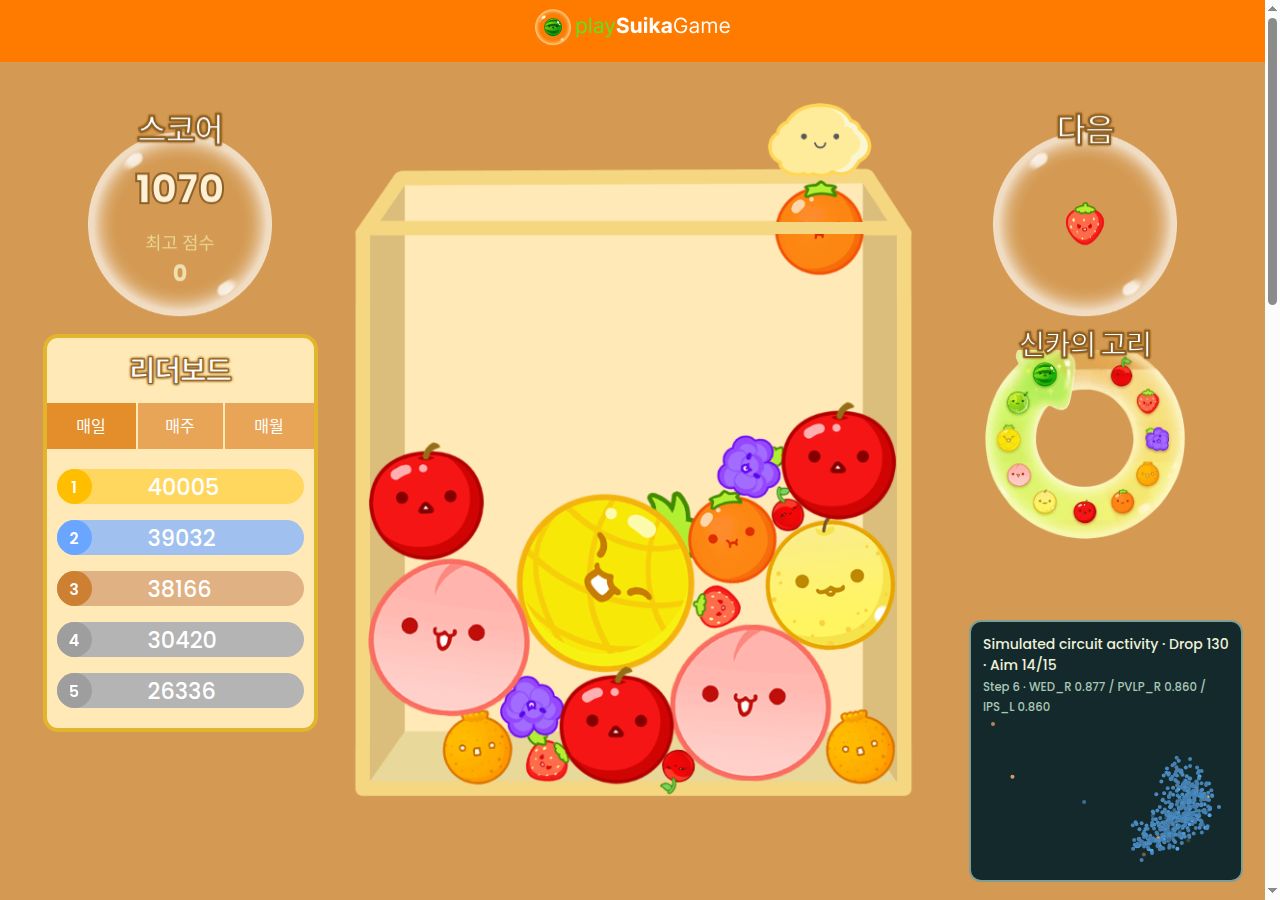 playSuikaGame
스코어
1070
최고 점수
0
다음
신카의 고리
리더보드
매일 매주 매월
1 40005
2 39032
3 38166
4 30420
5 26336
Simulated circuit activity · Drop 130
· Aim 14/15
Step 6 · WED_R 0.877 / PVLP_R 0.860 /
IPS_L 0.860